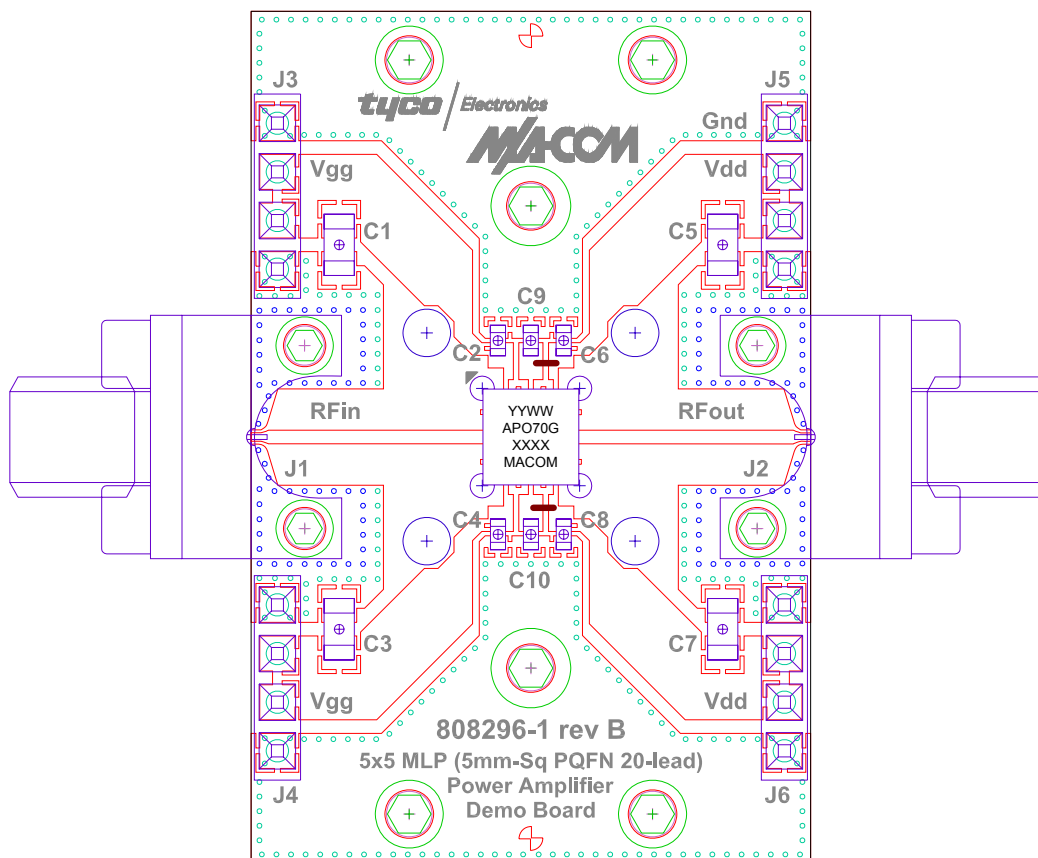 J3
J5
tyco Electronics
M/A-COM
Gnd
Vgg
Vdd
C1
C5
C9
C2
C6
RFin
YYWW
APO70G
XXXX
MACOM
RFout
J1
J2
C4
C8
C10
C3
C7
Vgg
Vdd
808296-1 rev B
5x5 MLP (5mm-Sq PQFN 20-lead)
Power Amplifier
Demo Board
J4
J6